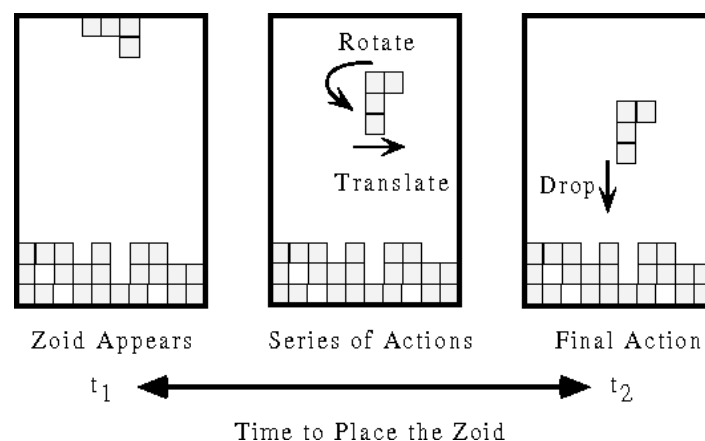 Rotate
Translate
Drop
Zoid Appears
Series of Actions
Final Action
t1
t2
Time to Place the Zoid